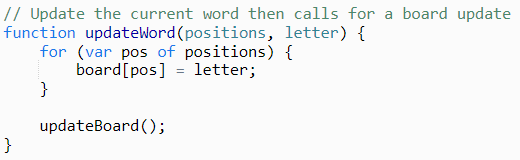 // Update the current word then calls for a board update
function updateWord(positions, letter) {
    for (var pos of positions) {
        board[pos] = letter;
    }

    updateBoard();
}